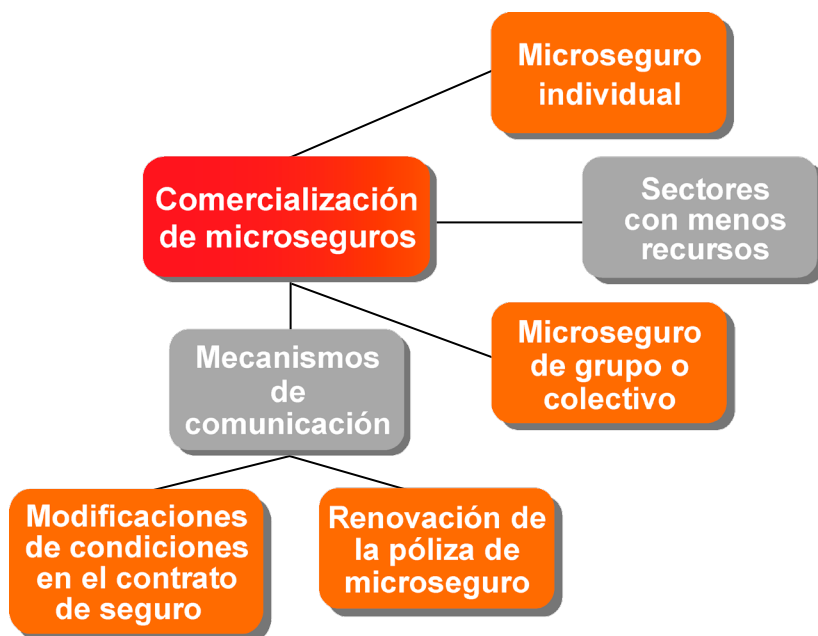 Microseguro
individual
Comercialización
de microseguros
Sectores
con menos
recursos
Microseguro
de grupo o
colectivo
Mecanismos
de
comunicación
Modificaciones
de condiciones
en el contrato
de seguro
Renovación de
la póliza de
microseguro